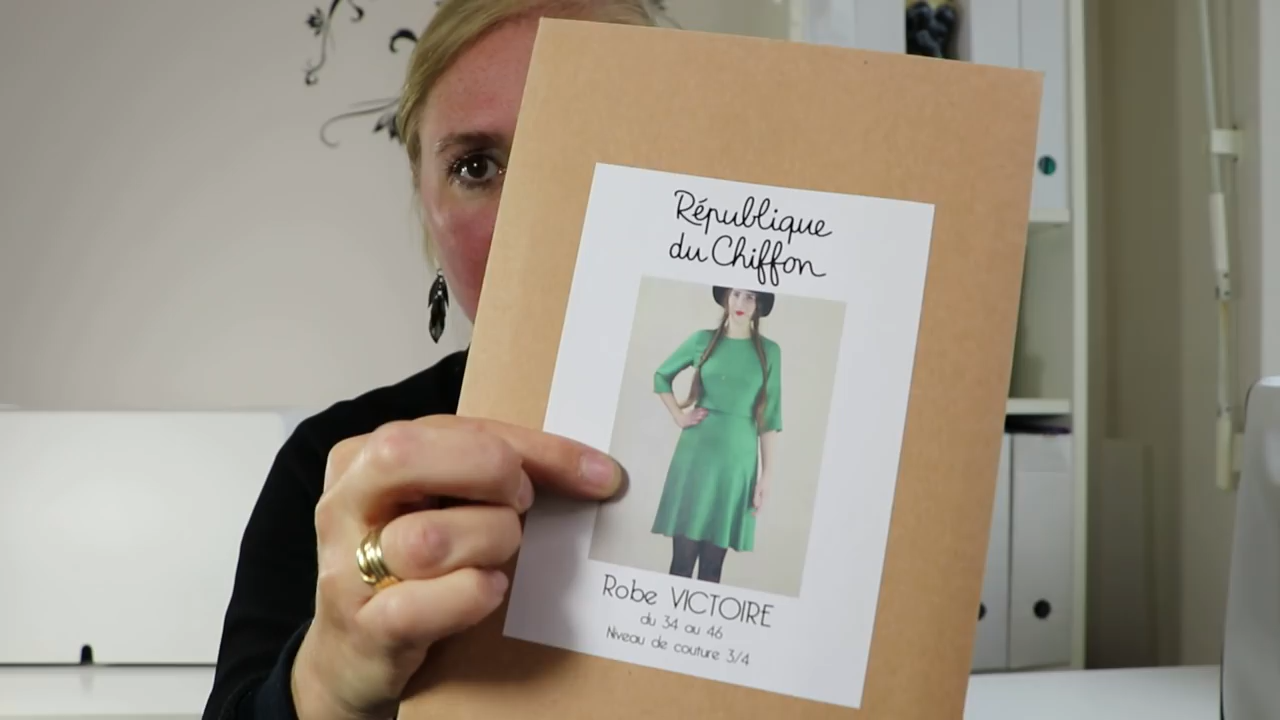 République
du Chiffon
Robe VICTOIRE
du 34 au 46
Niveau de couture 3/4